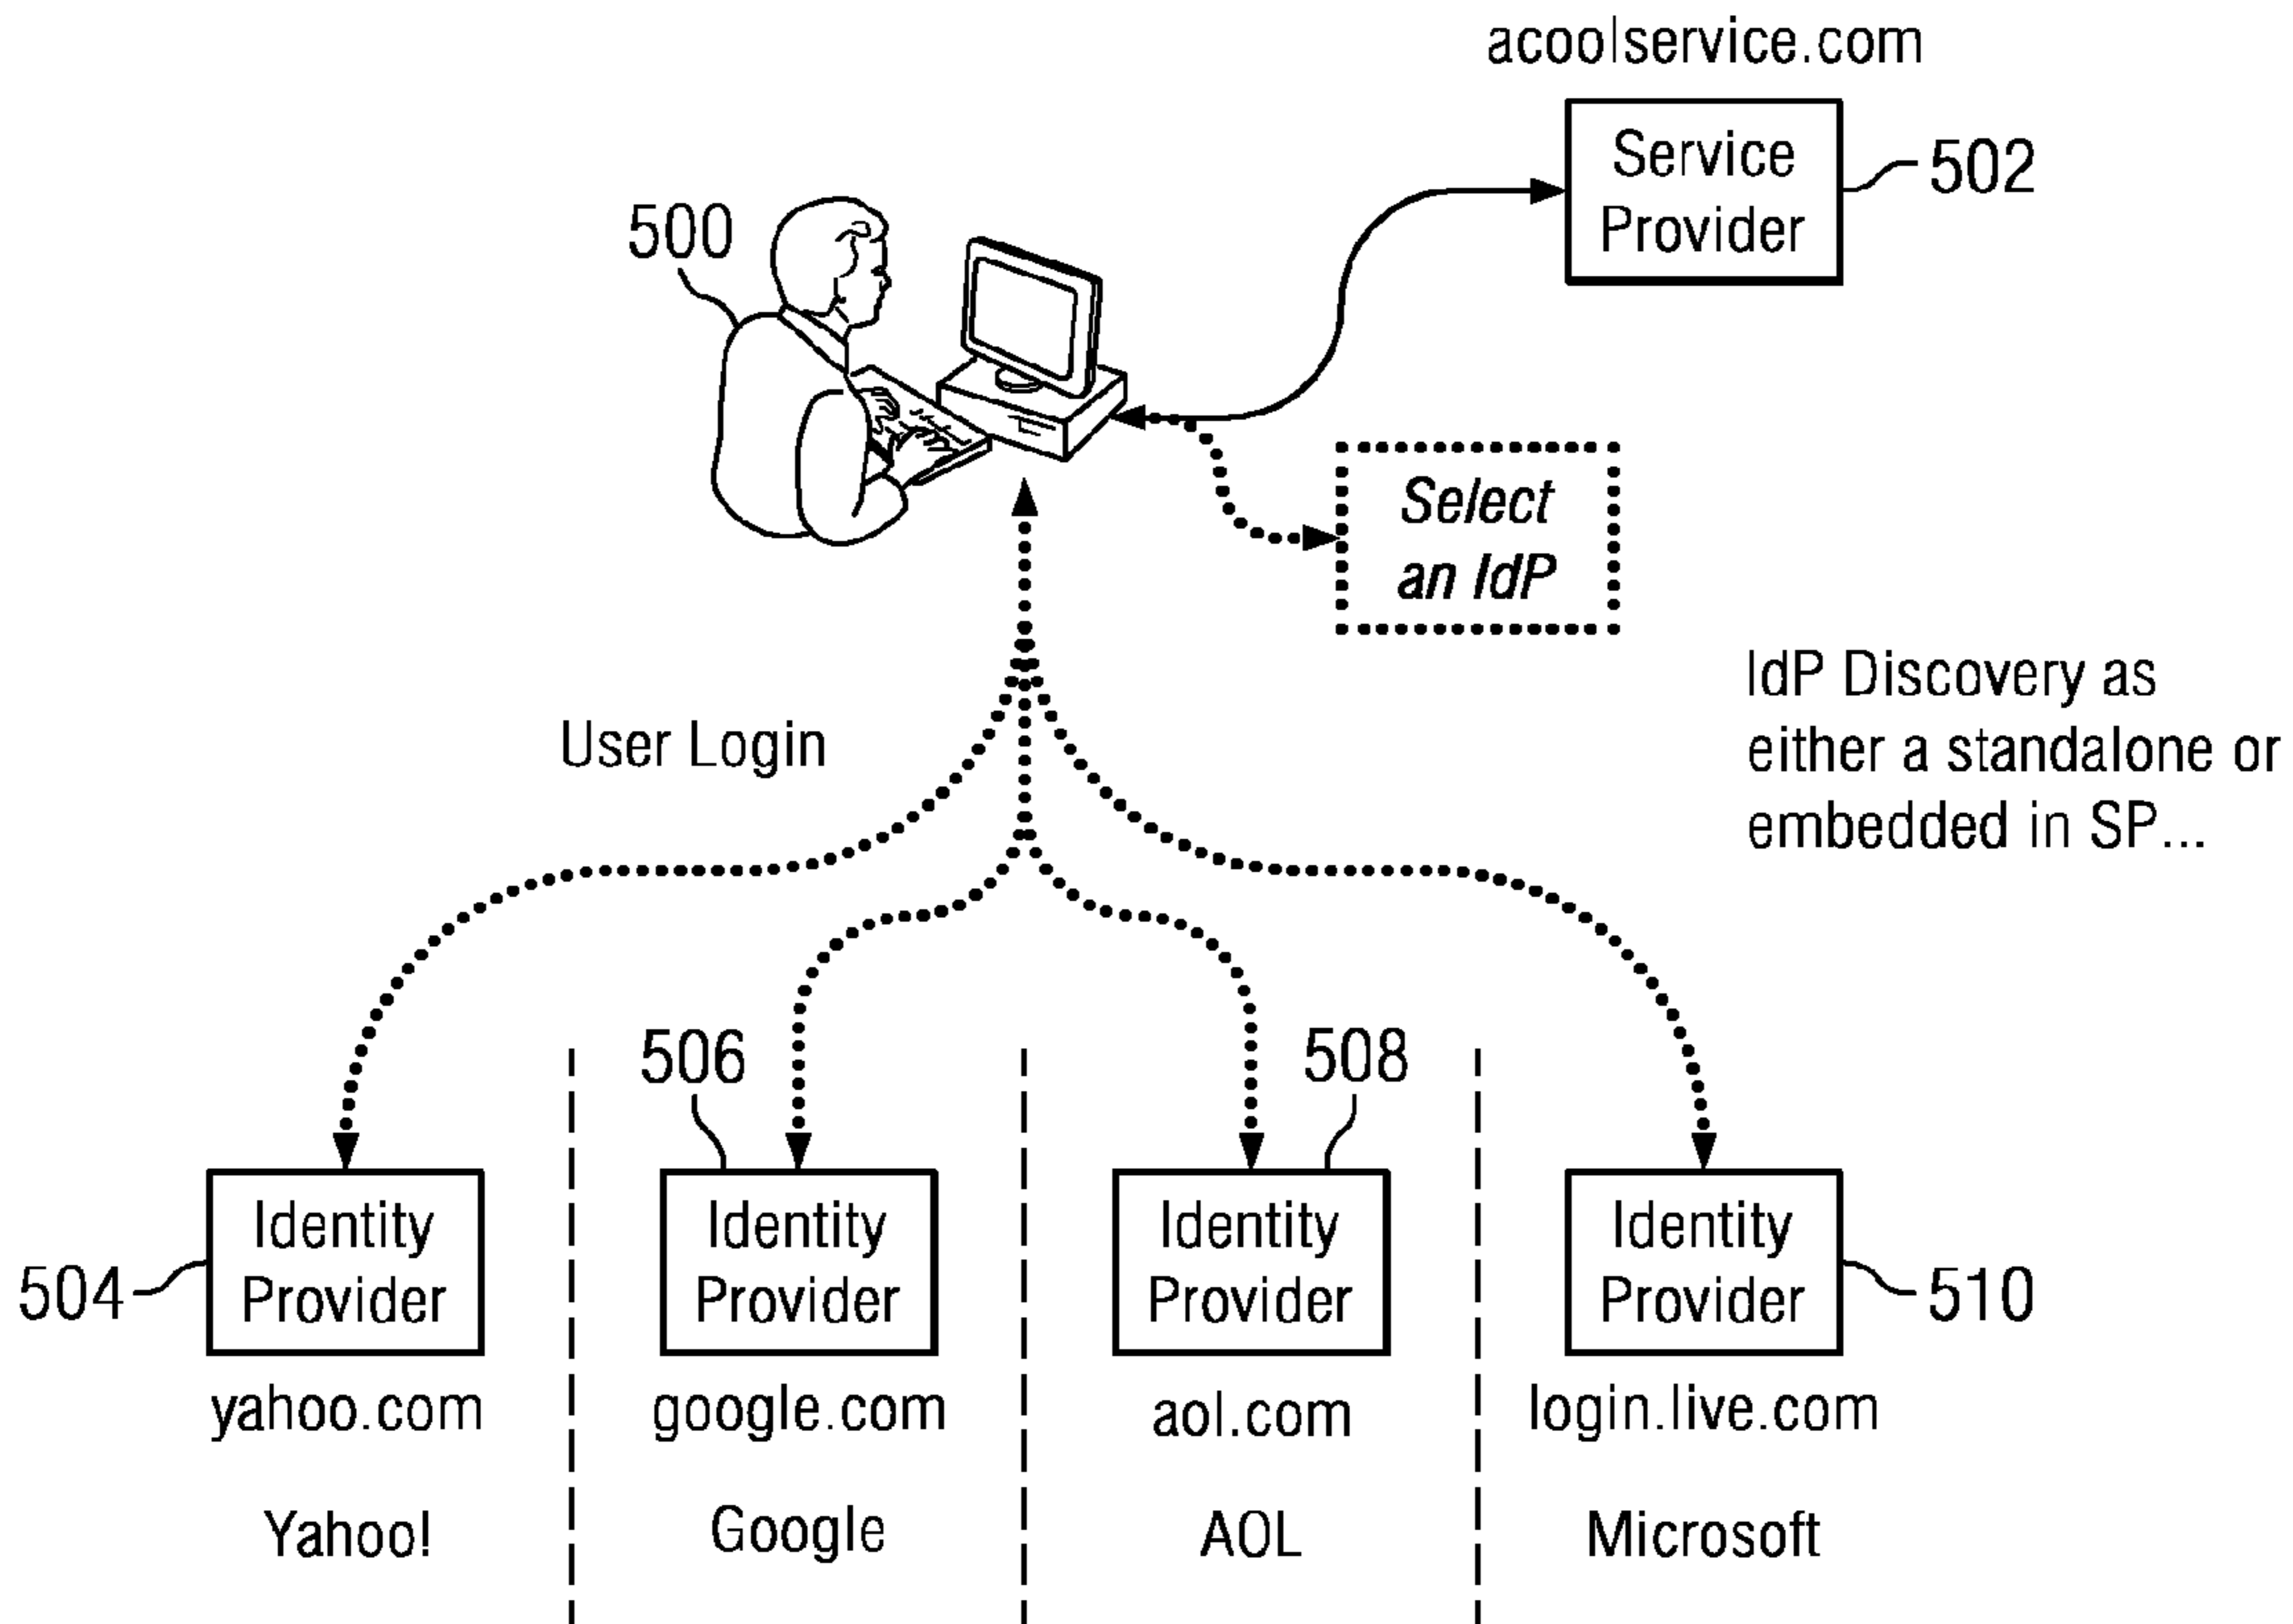 acoolservice.com
Service
Provider
502
500
Select
an IdP
IdP Discovery as
either a standalone or
embedded in SP...
User Login
506
508
Identity
Provider
504
Identity
Provider
Identity
Provider
Identity
Provider
510
yahoo.com
google.com
aol.com
login.live.com
Yahoo!
Google
AOL
Microsoft